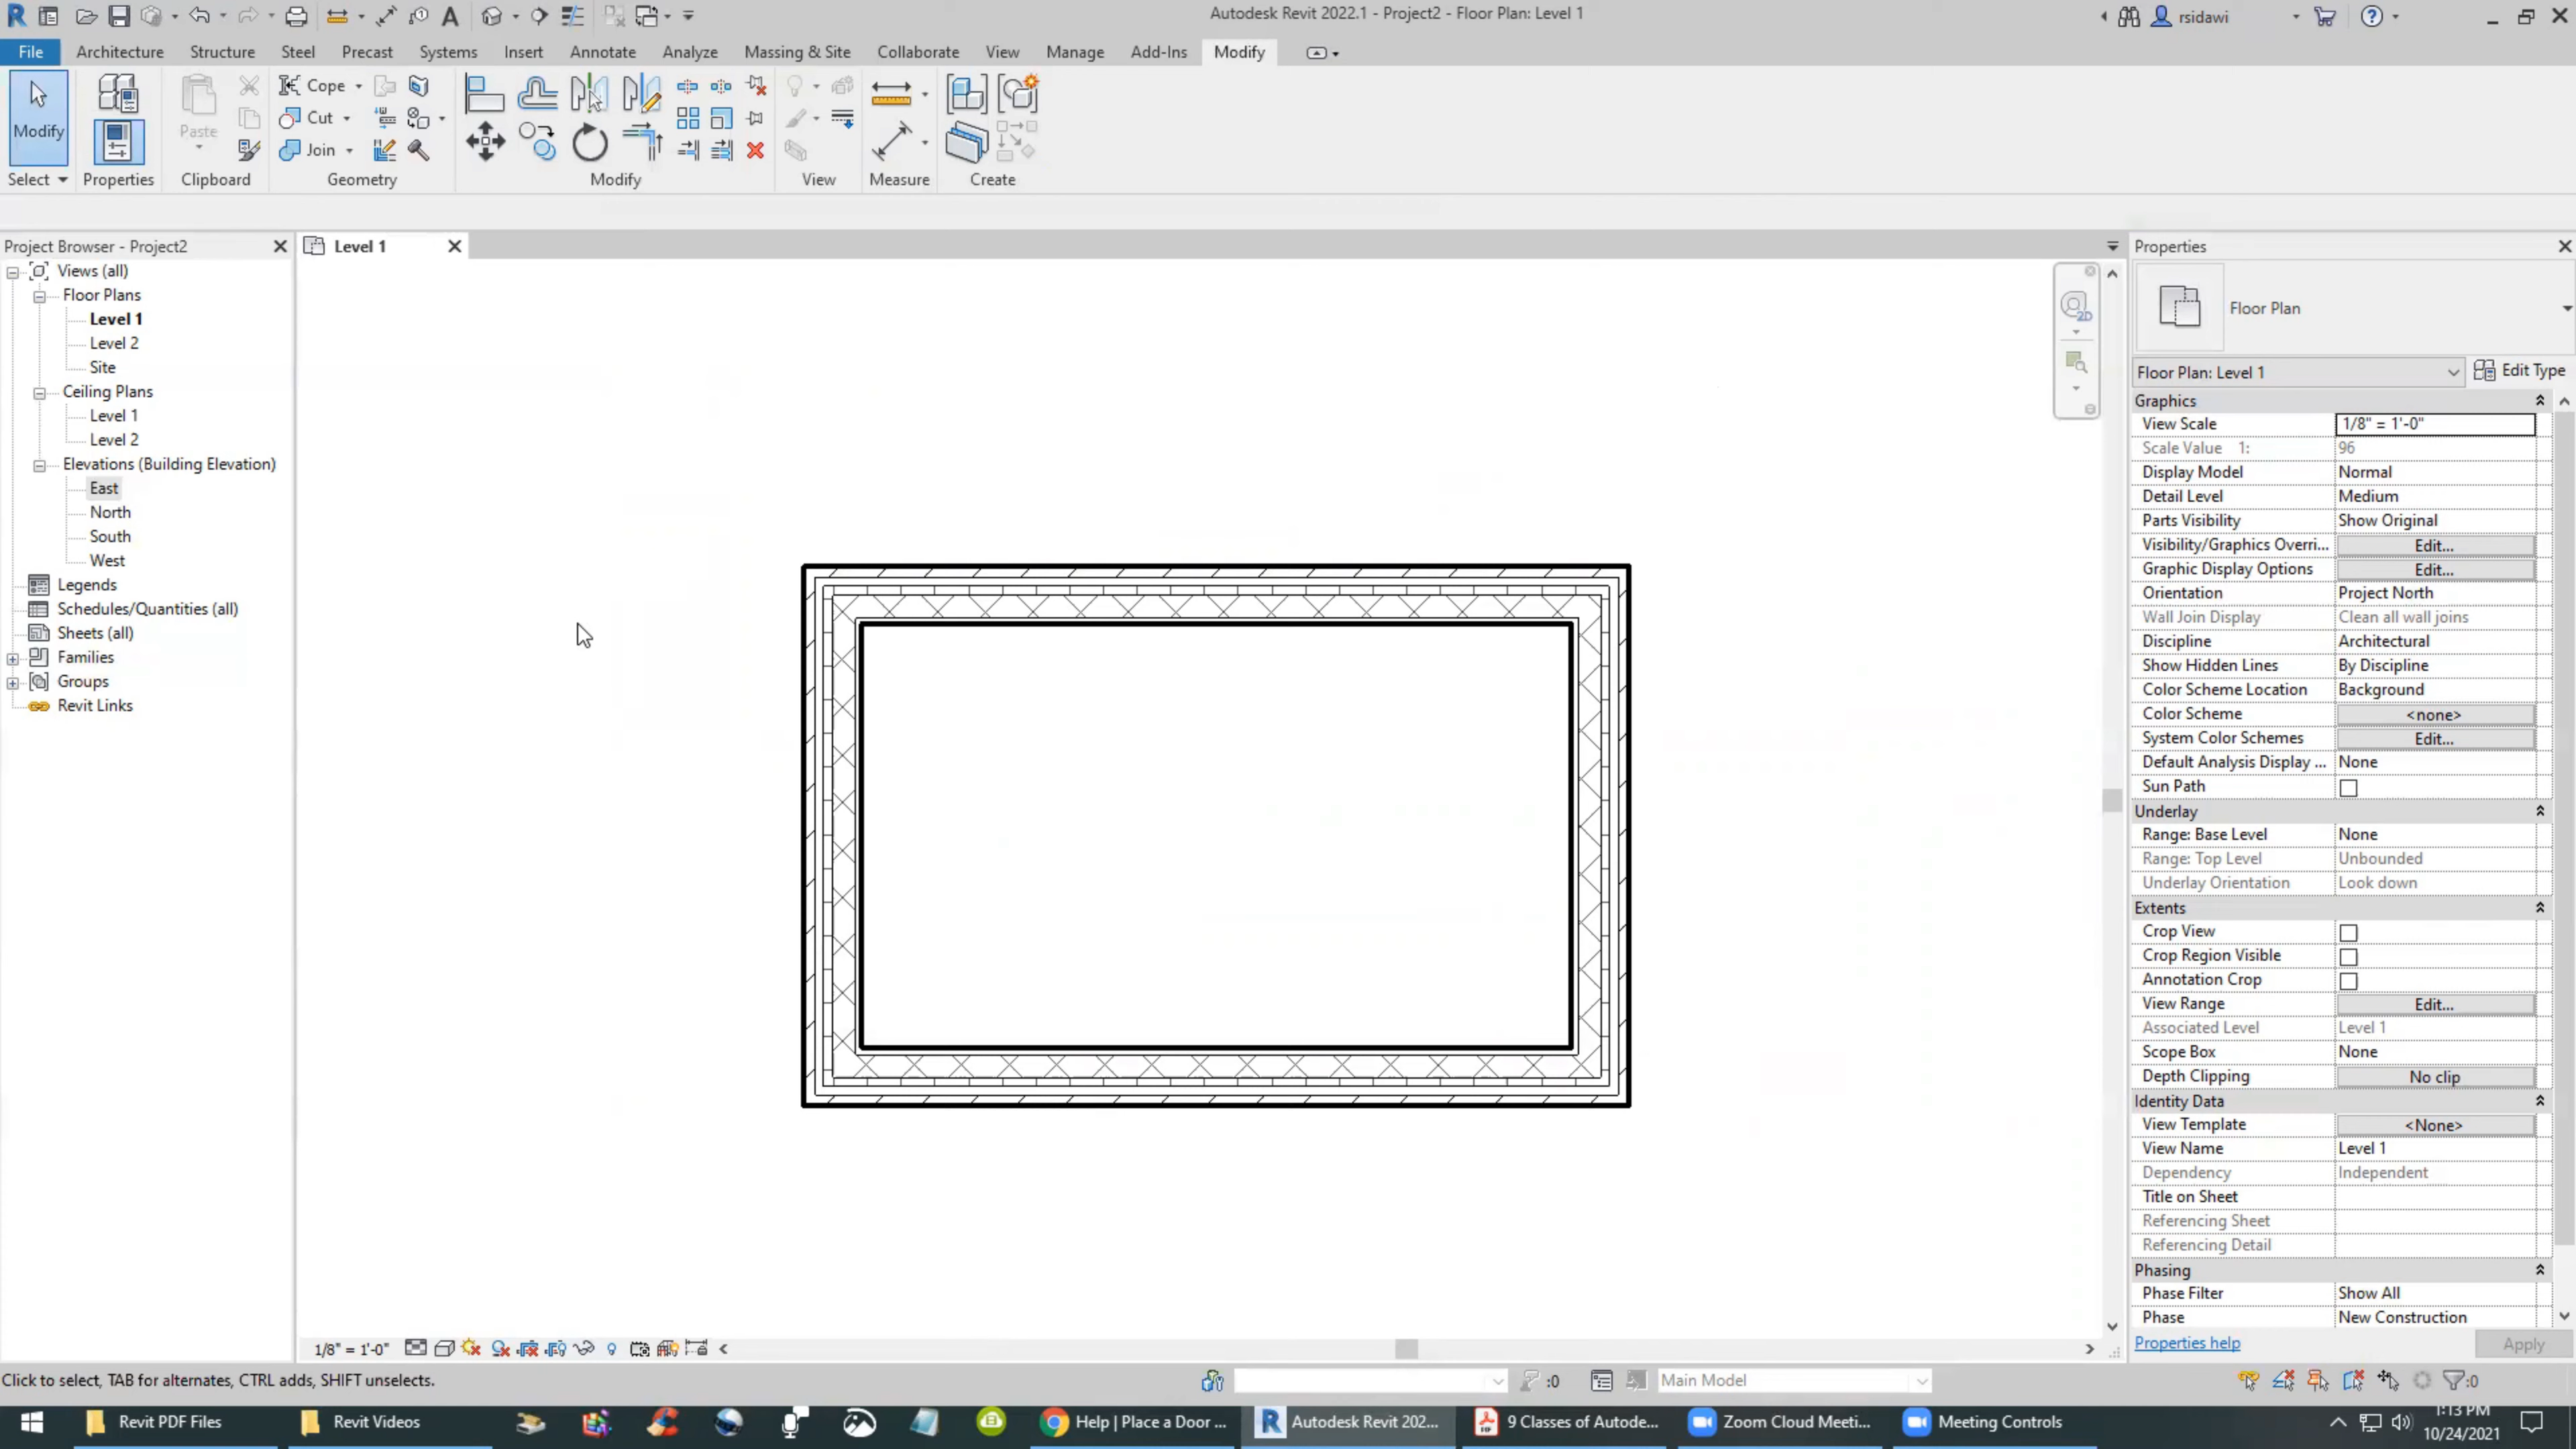 Autodesk Revit 2022.1 - Project2 - Floor Plan: Level 1
rsidawi
File Architecture Structure Steel Precast Systems Insert Annotate Analyze Massing & Site Collaborate View Manage Add-Ins Modify
Modify
Paste
Cope
Cut
Join
Select Properties Clipboard Geometry Modify View Measure Create
Project Browser - Project2
Views (all)
Floor Plans
Level 1
Level 2
Site
Ceiling Plans
Level 1
Level 2
Elevations (Building Elevation)
East
North
South
West
Legends
Schedules/Quantities (all)
Sheets (all)
Families
Groups
Revit Links
Level 1
2D
Properties
Floor Plan
Floor Plan: Level 1 Edit Type
Graphics
View Scale 1/8" = 1'-0"
Scale Value 1: 96
Display Model Normal
Detail Level Medium
Parts Visibility Show Original
Visibility/Graphics Overri... Edit...
Graphic Display Options Edit...
Orientation Project North
Wall Join Display Clean all wall joins
Discipline Architectural
Show Hidden Lines By Discipline
Color Scheme Location Background
Color Scheme <none>
System Color Schemes Edit...
Default Analysis Display ... None
Sun Path
Underlay
Range: Base Level None
Range: Top Level Unbounded
Underlay Orientation Look down
Extents
Crop View
Crop Region Visible
Annotation Crop
View Range Edit...
Associated Level Level 1
Scope Box None
Depth Clipping No clip
Identity Data
View Template <None>
View Name Level 1
Dependency Independent
Title on Sheet
Referencing Sheet
Referencing Detail
Phasing
Phase Filter Show All
Phase New Construction
Properties help Apply
1/8" = 1'-0"
Click to select, TAB for alternates, CTRL adds, SHIFT unselects.
:0
Main Model
:0
Revit PDF Files
Revit Videos
Help | Place a Door ...
Autodesk Revit 202...
9 Classes of Autode...
Zoom Cloud Meeti...
Meeting Controls
1:13 PM
10/24/2021